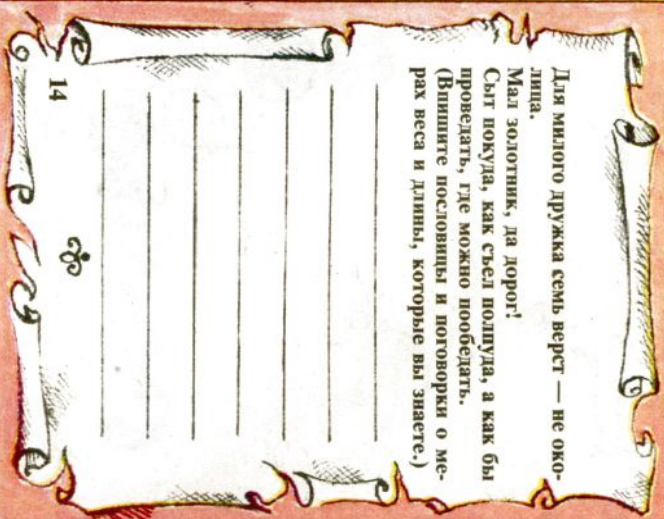 Для милого дружка семь верст — не око-
лица.
Мал золотник, да дорог!
Сыт покуда, как съел полпуда, а как бы
проведать, где можно пообедать.
(Впишите пословицы и поговорки о ме-
рах веса и длины, которые вы знаете.)
14